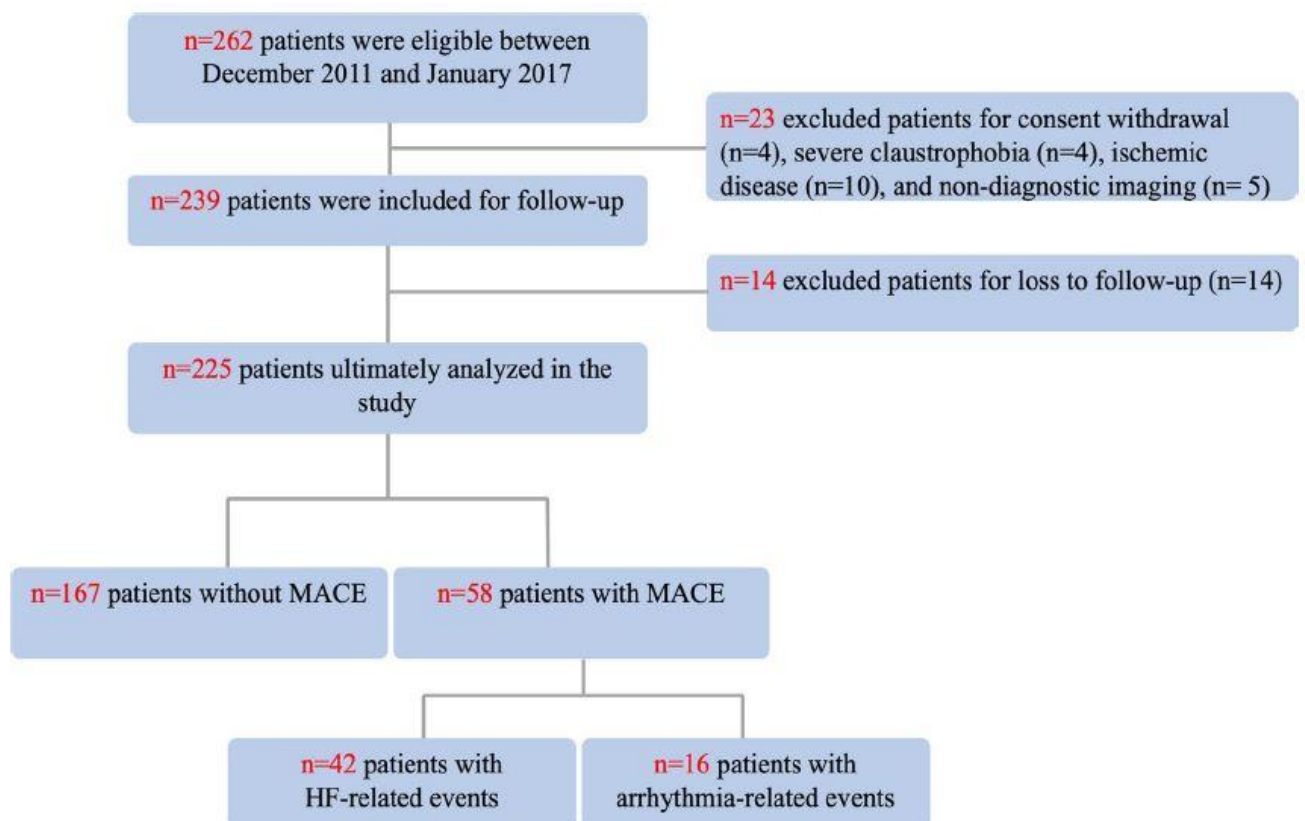 n=262 patients were eligible between
December 2011 and January 2017
n=23 excluded patients for consent withdrawal
(n=4), severe claustrophobia (n=4), ischemic
disease (n=10), and non-diagnostic imaging (n= 5)
n=239 patients were included for follow-up
n=14 excluded patients for loss to follow-up (n=14)
n=225 patients ultimately analyzed in the
study
n=167 patients without MACE
n=58 patients with MACE
n=42 patients with
HF-related events
n=16 patients with
arrhythmia-related events